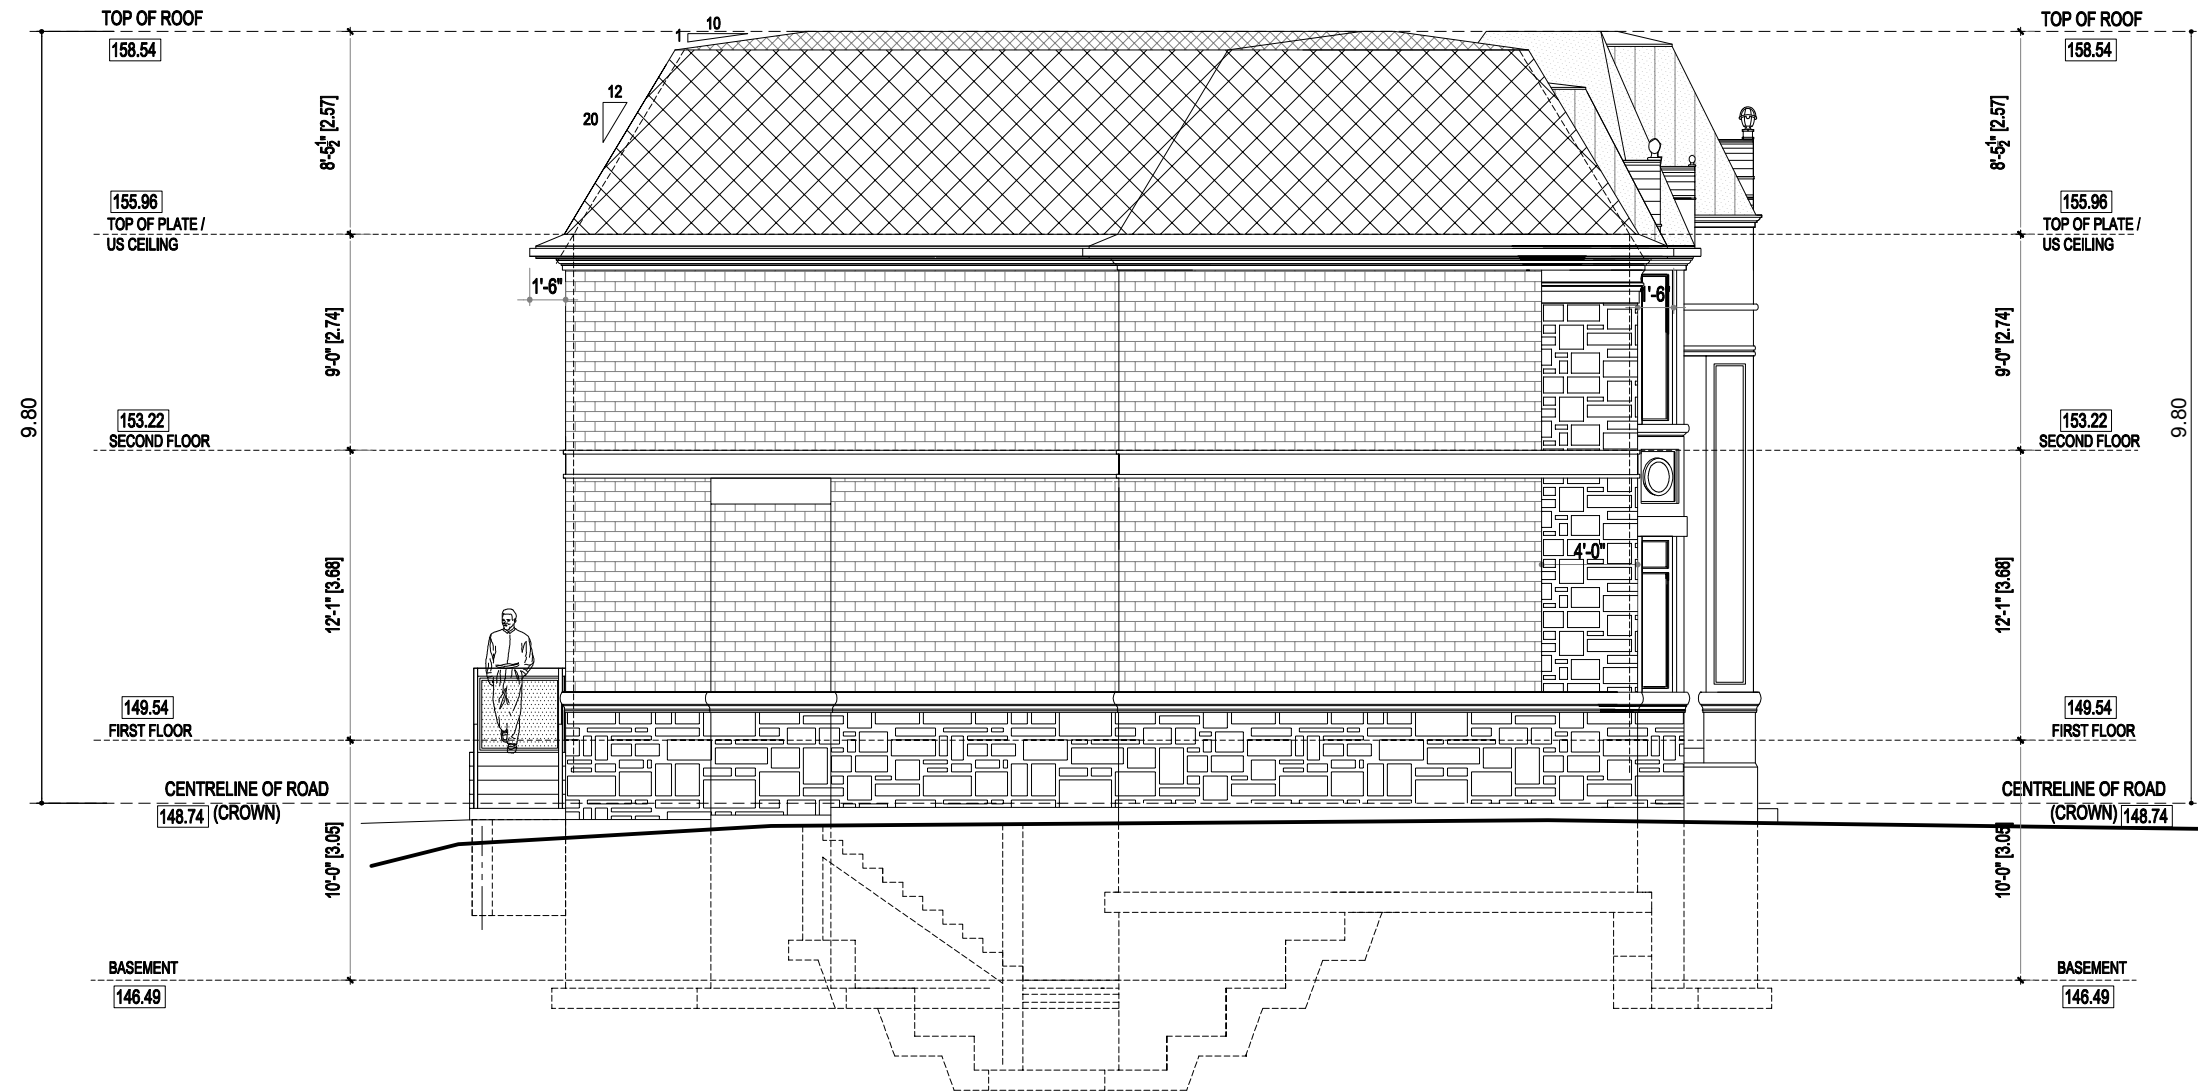 TOP OF ROOF
158.54
10
1
12
20
8'-5 1/2" [2.57]
155.96
TOP OF PLATE /
US CEILING
1'-6"
9'-0" [2.74]
9.80
153.22
SECOND FLOOR
12'-1" [3.68]
149.54
FIRST FLOOR
CENTRELINE OF ROAD
148.74 (CROWN)
10'-0" [3.05]
BASEMENT
146.49
1'-6"
4'-0"
TOP OF ROOF
158.54
8'-5 1/2" [2.57]
155.96
TOP OF PLATE /
US CEILING
9'-0" [2.74]
9.80
153.22
SECOND FLOOR
12'-1" [3.68]
149.54
FIRST FLOOR
CENTRELINE OF ROAD
(CROWN) 148.74
10'-0" [3.05]
BASEMENT
146.49